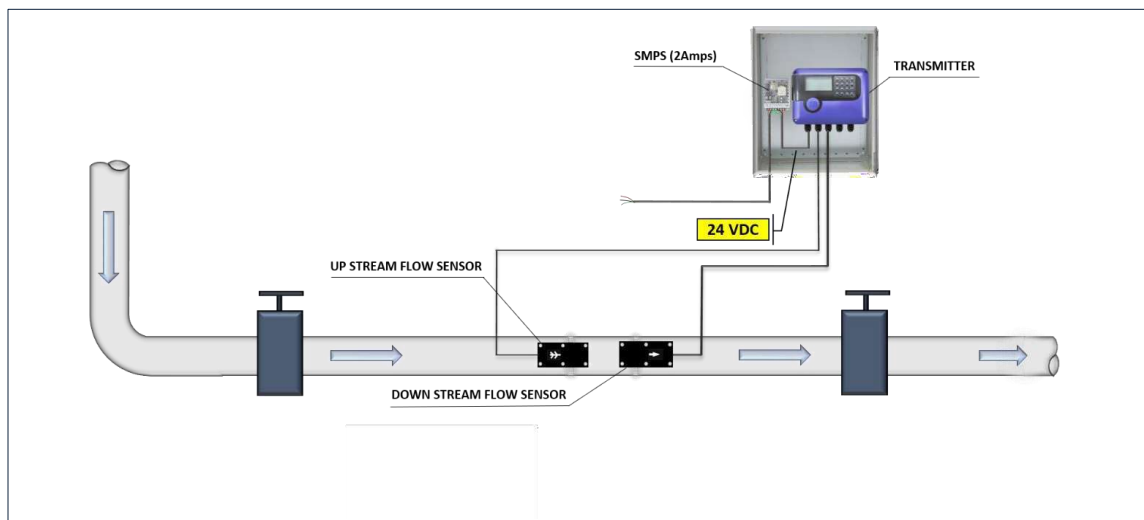 SMPS (2Amps)
TRANSMITTER
24 VDC
UP STREAM FLOW SENSOR
DOWN STREAM FLOW SENSOR